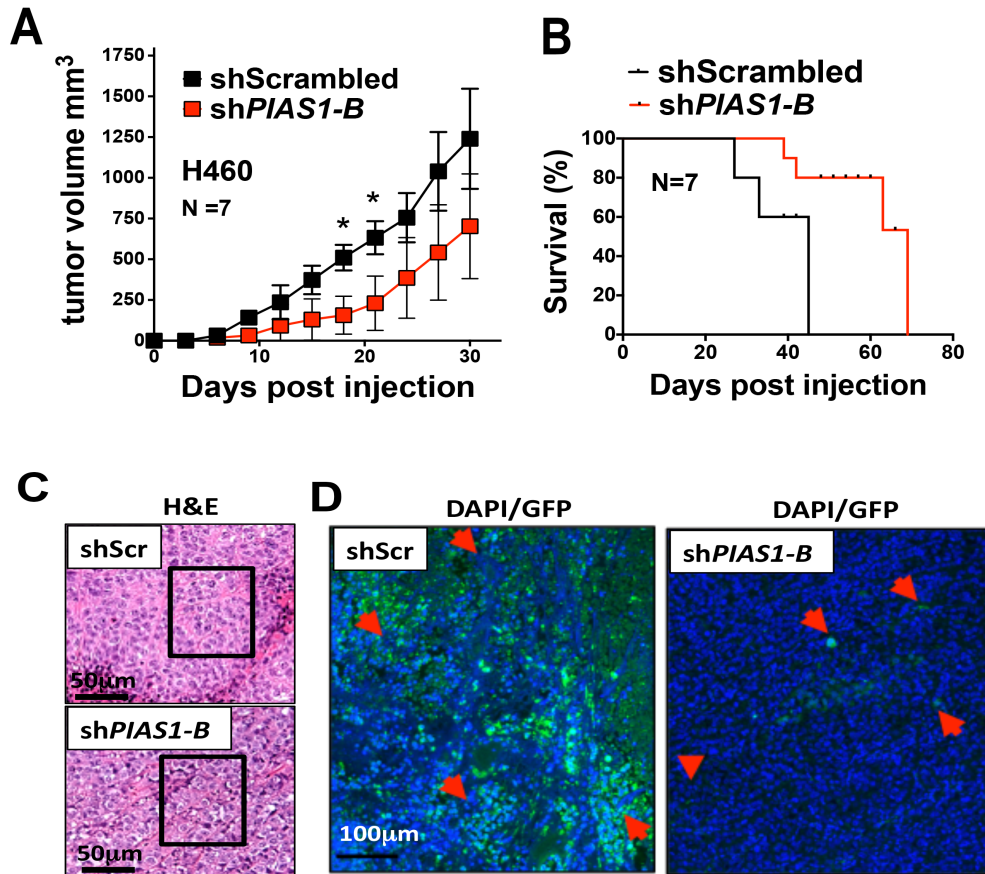 A
tumor volume mm³
1750
1500
1250
1000
750
500
250
0
shScrambled
shPIAS1-B
H460
N =7
*
*
0
10
20
30
Days post injection
B
shScrambled
shPIAS1-B
Survival (%)
100
80
60
40
20
0
N=7
0
20
40
60
80
Days post injection
C
H&E
shScr
50μm
shPIAS1-B
50μm
D
DAPI/GFP
shScr
100μm
DAPI/GFP
shPIAS1-B